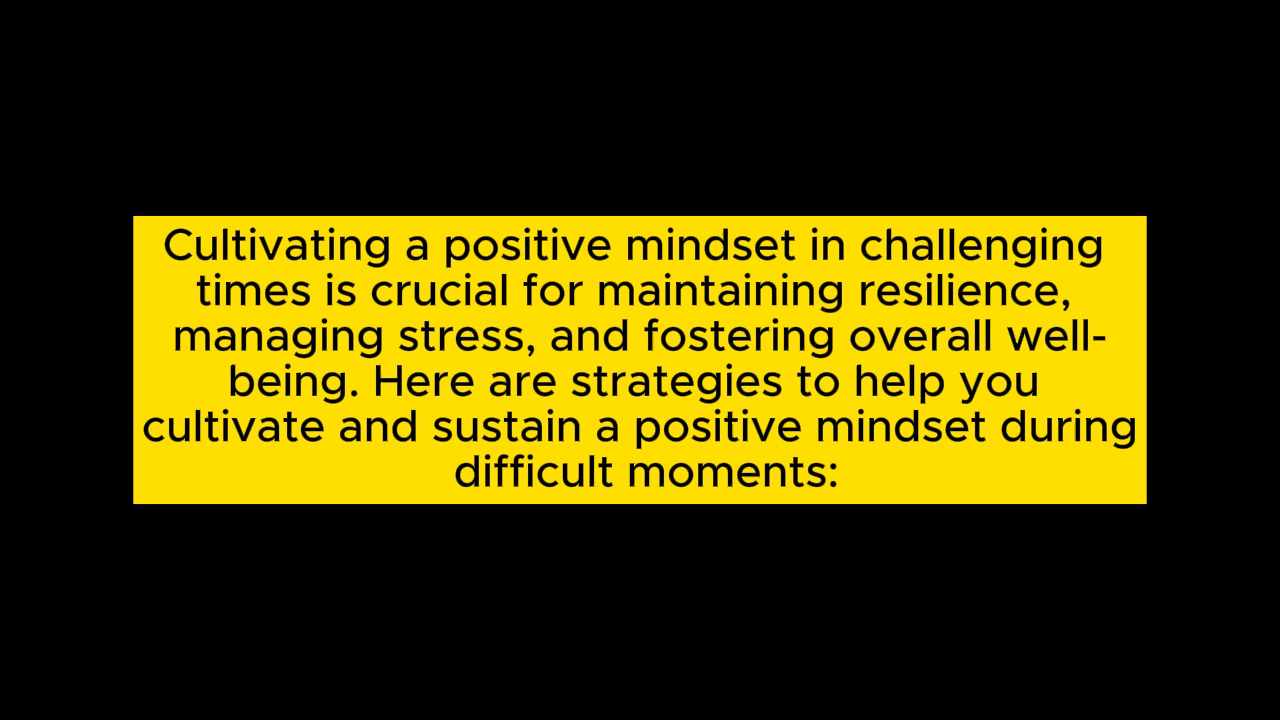 Cultivating a positive mindset in challenging
times is crucial for maintaining resilience,
managing stress, and fostering overall well-
being. Here are strategies to help you
cultivate and sustain a positive mindset during
difficult moments: